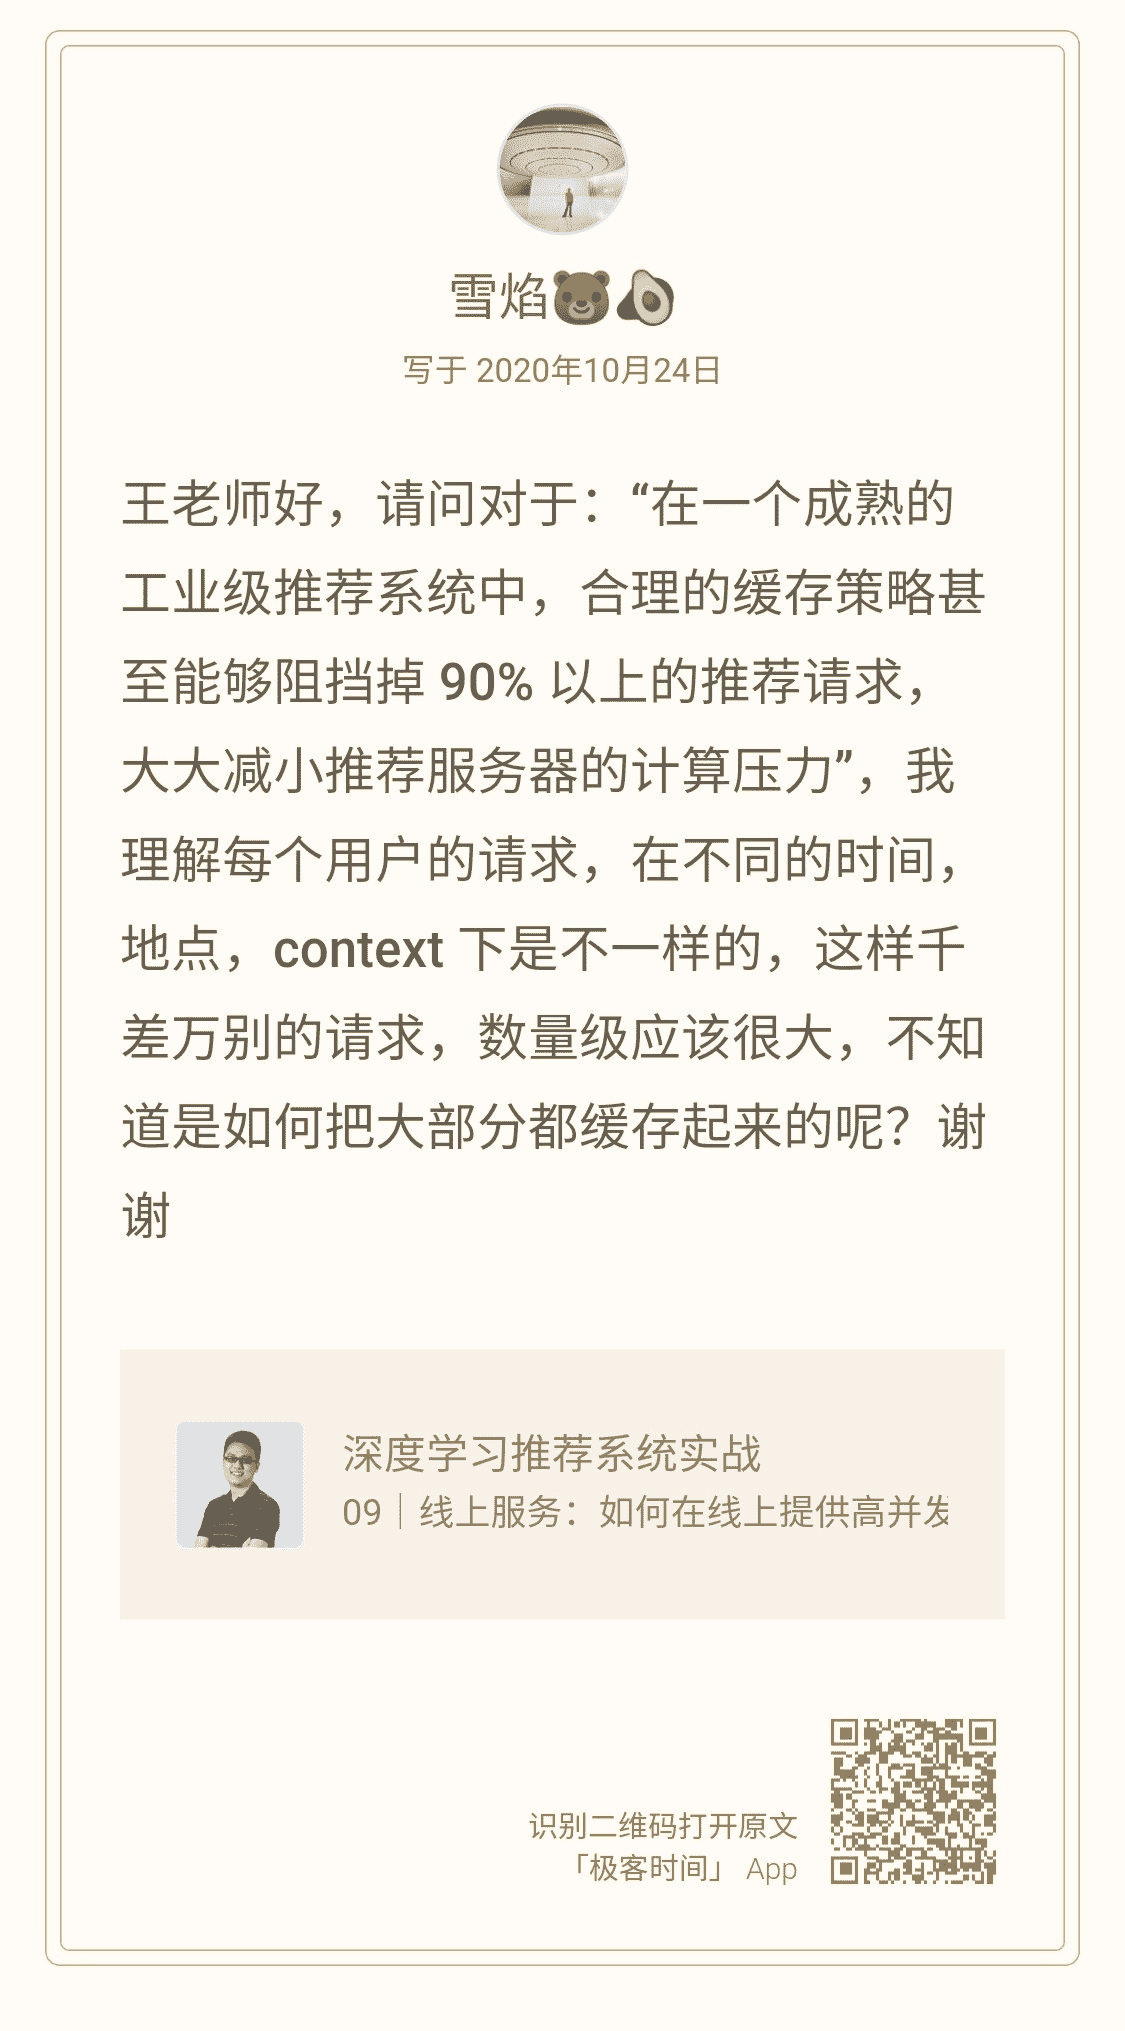 雪焰🐻🥑
写于 2020年10月24日
王老师好，请问对于：“在一个成熟的
工业级推荐系统中，合理的缓存策略甚
至能够阻挡掉 90% 以上的推荐请求，
大大减小推荐服务器的计算压力”，我
理解每个用户的请求，在不同的时间，
地点，context 下是不一样的，这样千
差万别的请求，数量级应该很大，不知
道是如何把大部分都缓存起来的呢？谢
谢
深度学习推荐系统实战
09｜线上服务：如何在线上提供高并发
识别二维码打开原文
「极客时间」 App